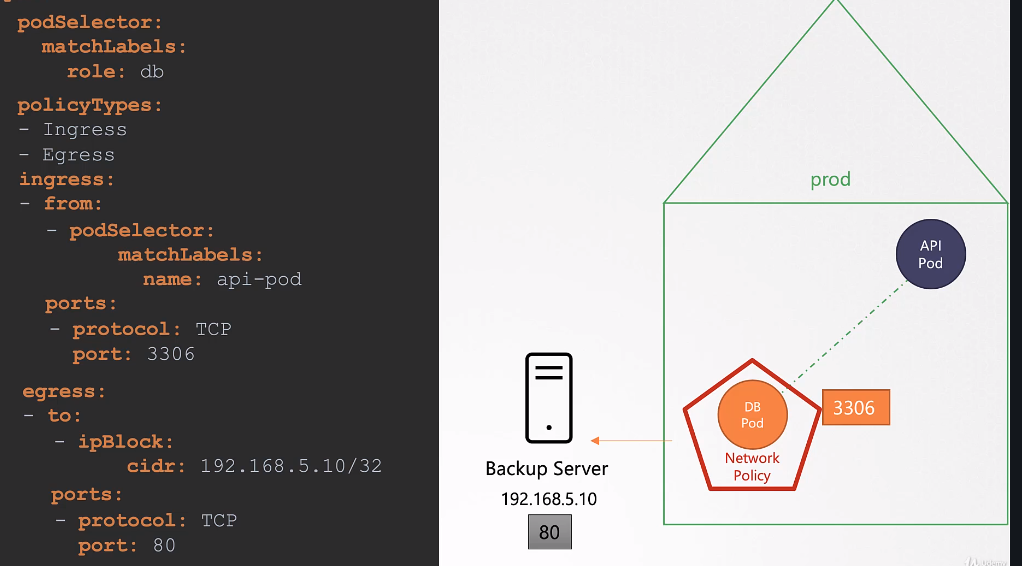 podSelector:
matchLabels:
role: db
policyTypes:
- Ingress
- Egress
ingress:
- from:
- podSelector:
matchLabels:
name: api-pod
ports:
- protocol: TCP
port: 3306
egress:
- to:
- ipBlock:
cidr: 192.168.5.10/32
ports:
- protocol: TCP
port: 80
prod
API
Pod
DB
Pod
3306
Network
Policy
Backup Server
192.168.5.10
80
Udemy